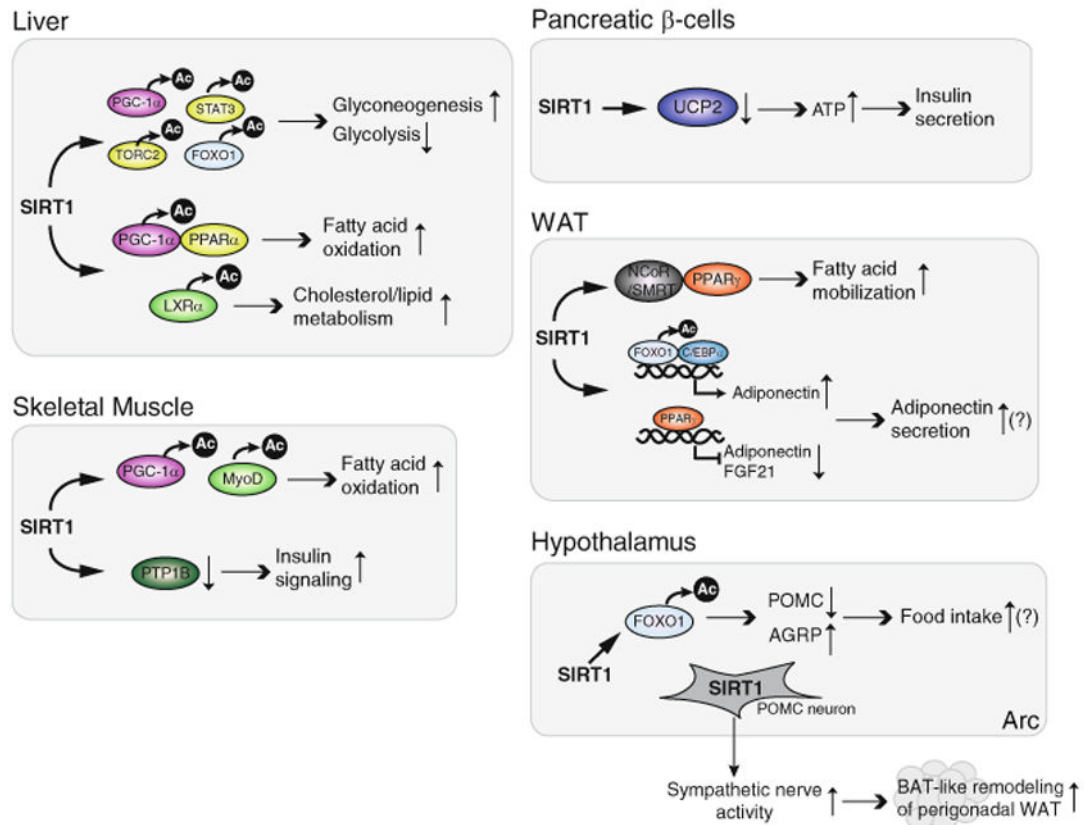 Liver
PGC-1α Ac
STAT3 Ac
TORC2 Ac
FOXO1 Ac
Glyconeogenesis ↑
Glycolysis ↓
SIRT1
PGC-1α Ac PPARα
Fatty acid
oxidation ↑
LXRα Ac
Cholesterol/lipid
metabolism ↑
Skeletal Muscle
PGC-1α Ac
MyoD Ac
Fatty acid
oxidation ↑
SIRT1
PTP1B ↓
Insulin
signaling ↑
Pancreatic β-cells
SIRT1 → UCP2 ↓ → ATP ↑ → Insulin
secretion
WAT
NCoR
/SMRT
PPARγ
Fatty acid
mobilization ↑
SIRT1
FOXO1 Ac C/EBPα
Adiponectin ↑
PPARγ
Adiponectin
FGF21 ↓
Adiponectin
secretion ↑(?)
Hypothalamus
FOXO1 Ac
POMC ↓
AGRP ↑
Food intake ↑(?)
SIRT1
SIRT1
POMC neuron
Arc
Sympathetic nerve
activity ↑
BAT-like remodeling
of perigonadal WAT ↑